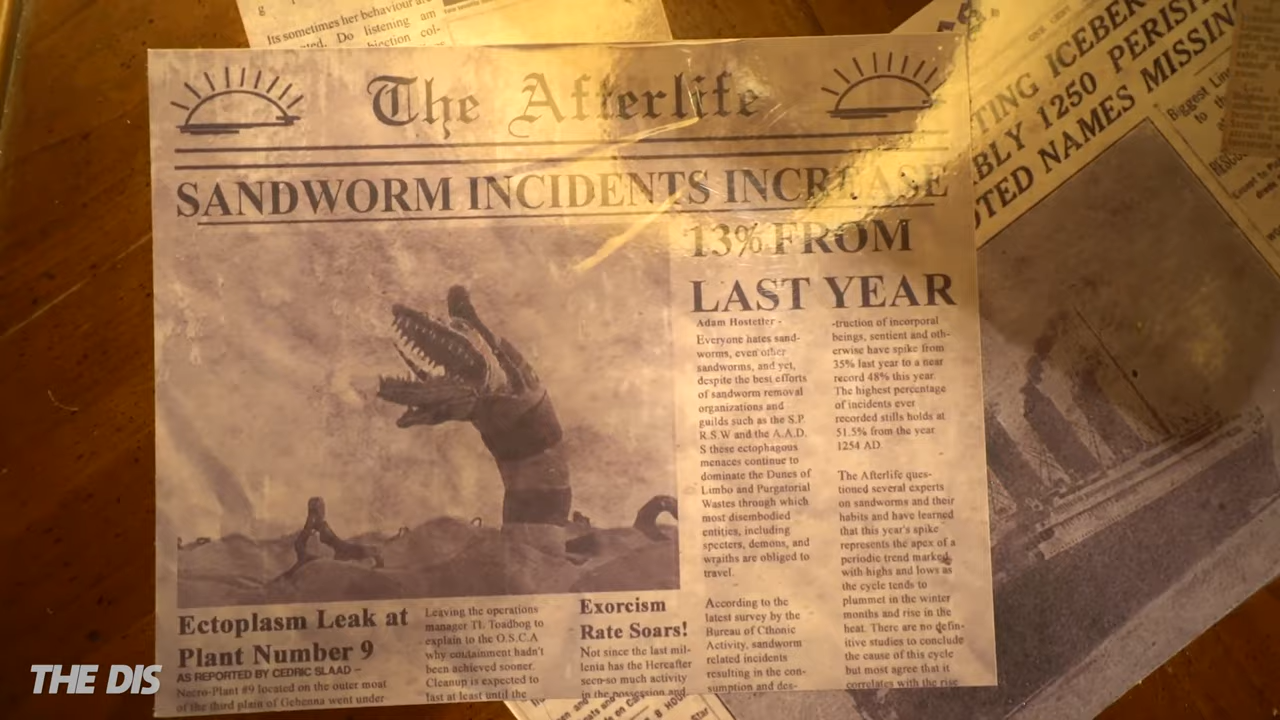 Its sometimes her behaviour are
Do listening am
col-
The Afterlife
SANDWORM INCIDENTS INCREASE
13% FROM
LAST YEAR
Adam Hostetler -
Everyone hates sand-
worms, even other
sandworms, and yet,
despite the best efforts
of sandworm removal
organizations and
guilds such as the S.P.
R.S.W and the A.A.D.
S these ectophagous
menaces continue to
dominate the Dunes of
Limbo and Purgatorial
Wastes through which
most disembodied
entities, including
specters, demons, and
wraiths are obliged to
travel.
According to the
latest survey by the
Bureau of Cthonic
Activity, sandworm
related incidents
resulting in the con-
sumption and des-
-truction of incorporal
beings, sentient and oth-
erwise have spike from
35% last year to a near
record 48% this year.
The highest percentage
of incidents ever
recorded stills holds at
51.5% from the year
1254 AD.
The Afterlife ques-
tioned several experts
on sandworms and their
habits and have learned
that this year's spike
represents the apex of a
periodic trend marked
with highs and lows as
the cycle tends to
plummet in the winter
months and rise in the
heat. There are no defin-
itive studies to conclude
the cause of this cycle
but most agree that it
correlates with the rise
Ectoplasm Leak at
Plant Number 9
AS REPORTED BY CEDRIC SLAAD –
Necro-Plant #9 located on the outer moat
of the third plain of Gehenna went under
Leaving the operations
manager TL Toadbog to
explain to the O.S.C.A
why containment hadn't
been achieved sooner.
Cleanup is expected to
last at least until the
Exorcism
Rate Soars!
Not since the last mil-
lenta has the Hereafter
seen-so much activity
in the possession and
TING ICEBER
BLY 1250 PERISH
OTED NAMES MISSING
Biggest Lin
to
THE DIS